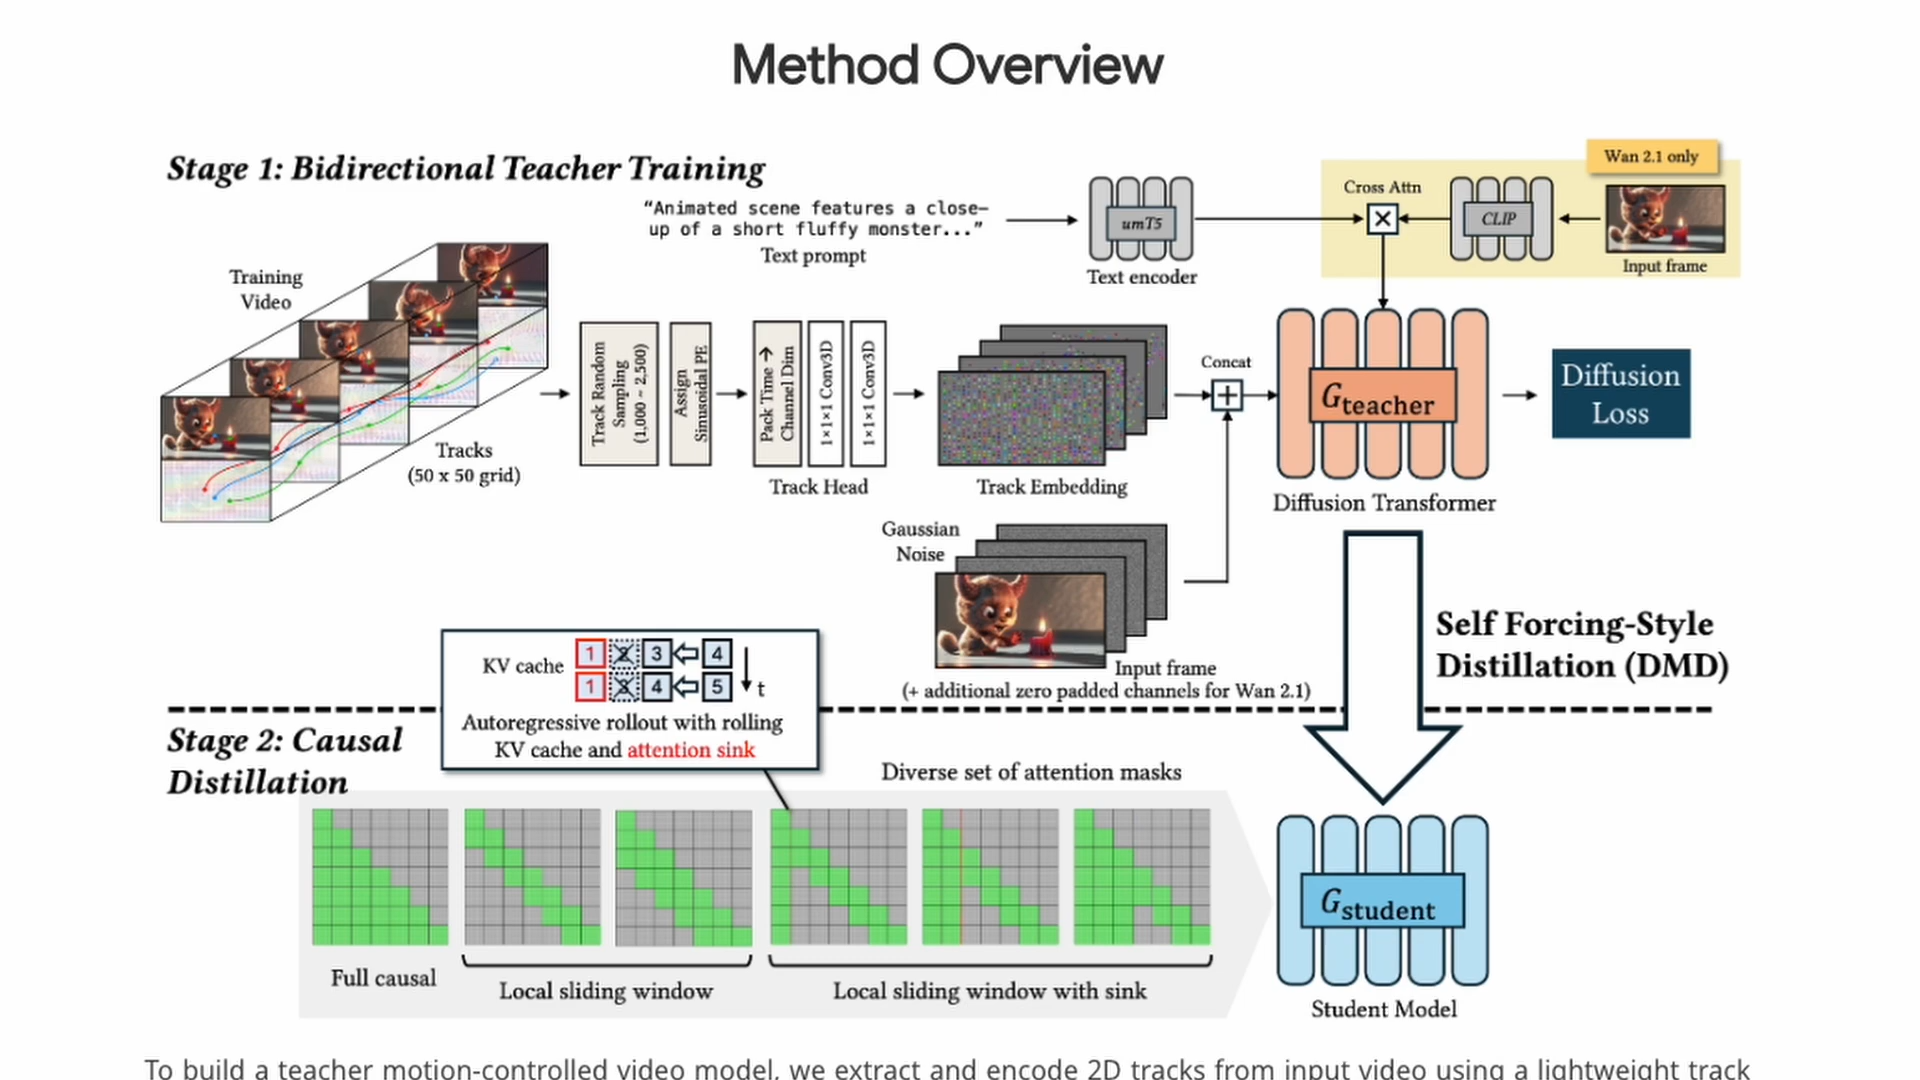 Method Overview
Stage 1: Bidirectional Teacher Training
Wan 2.1 only
“Animated scene features a close-
up of a short fluffy monster...”
Text prompt
umT5
Text encoder
Cross Attn
CLIP
Input frame
Training
Video
Tracks
(50 x 50 grid)
Track Random
Sampling
(1,000 ~ 2,500)
Assign
Sinusoidal PE
Pack Time →
Channel Dim
1×1×1 Conv3D
1×1×1 Conv3D
Track Head
Track Embedding
Concat
+
G teacher
Diffusion Transformer
Diffusion
Loss
Gaussian
Noise
Input frame
(+ additional zero padded channels for Wan 2.1)
Self Forcing-Style
Distillation (DMD)
KV cache
1 2 3 4
1 3 4 5
t
Autoregressive rollout with rolling
KV cache and attention sink
Stage 2: Causal
Distillation
Diverse set of attention masks
Full causal
Local sliding window
Local sliding window with sink
G student
Student Model
To build a teacher motion-controlled video model, we extract and encode 2D tracks from input video using a lightweight track